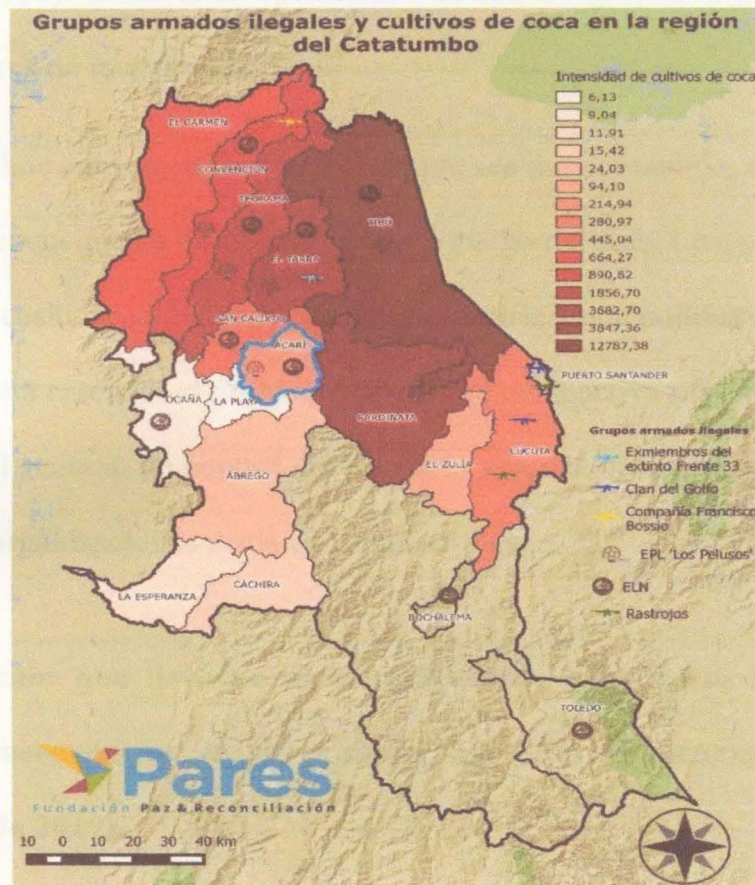 Grupos armados ilegales y cultivos de coca en la región
del Catatumbo
Intensidad de cultivos de coca
6,13
9,04
11,91
15,42
24,03
94,10
214,94
280,97
445,04
664,27
890,82
1856,70
3682,70
3847,36
12787,38
EL CARMEN
CONVENCIÓN
TEORAMA
TIBÚ
EL TARRA
SAN CALIXTO
HACARÍ
OCAÑA
LA PLAYA
SARDINATA
PUERTO SANTANDER
ÁBREGO
EL ZULIA
CÚCUTA
LA ESPERANZA
CÁCHIRA
BOCHALEMA
TOLEDO
Grupos armados ilegales
Exmiembros del
extinto Frente 33
Clan del Golfo
Compañía Francisco
Bossio
EPL 'Los Pelusos'
ELN
Rastrojos
Pares
Fundación Paz & Reconciliación
10 0 10 20 30 40 km